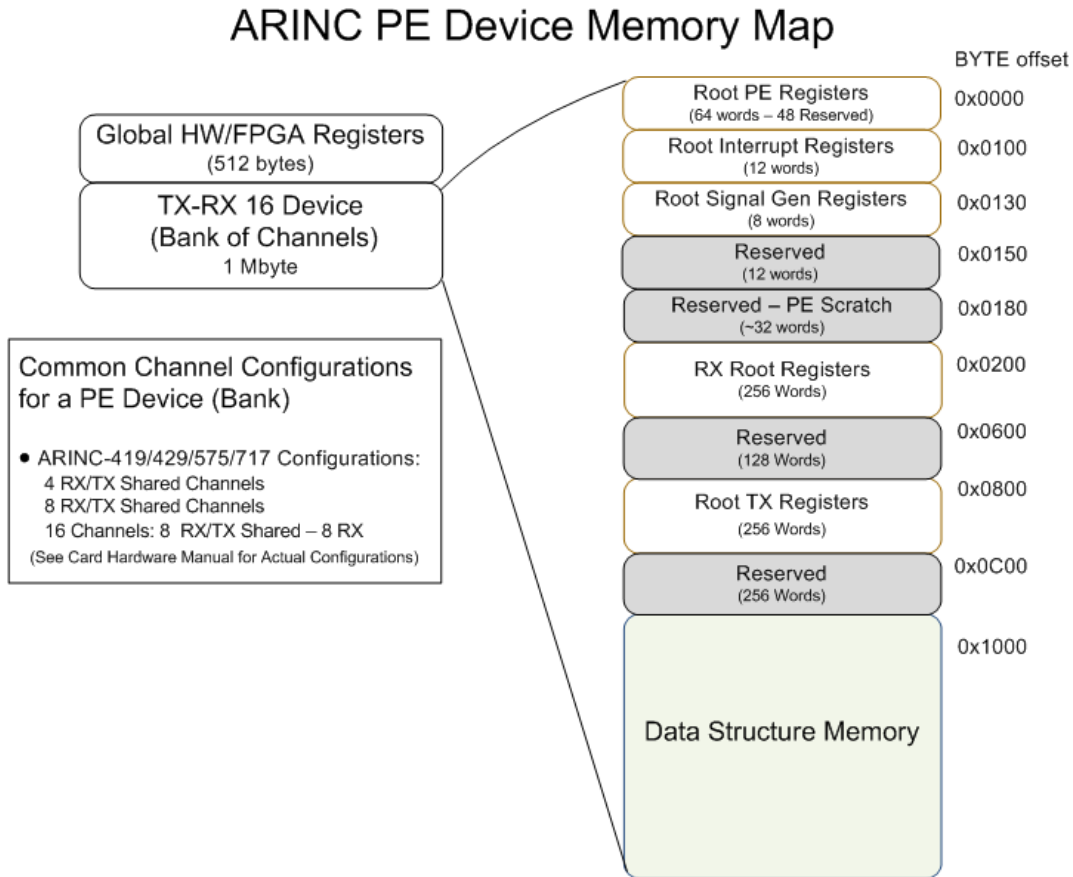 ARINC PE Device Memory Map
Global HW/FPGA Registers
(512 bytes)
TX-RX 16 Device
(Bank of Channels)
1 Mbyte
Common Channel Configurations
for a PE Device (Bank)
● ARINC-419/429/575/717 Configurations:
4 RX/TX Shared Channels
8 RX/TX Shared Channels
16 Channels: 8 RX/TX Shared – 8 RX
(See Card Hardware Manual for Actual Configurations)
BYTE offset
Root PE Registers
(64 words – 48 Reserved)
0x0000
Root Interrupt Registers
(12 words)
0x0100
Root Signal Gen Registers
(8 words)
0x0130
Reserved
(12 words)
0x0150
Reserved – PE Scratch
(~32 words)
0x0180
RX Root Registers
(256 Words)
0x0200
Reserved
(128 Words)
0x0600
Root TX Registers
(256 Words)
0x0800
Reserved
(256 Words)
0x0C00
Data Structure Memory
0x1000